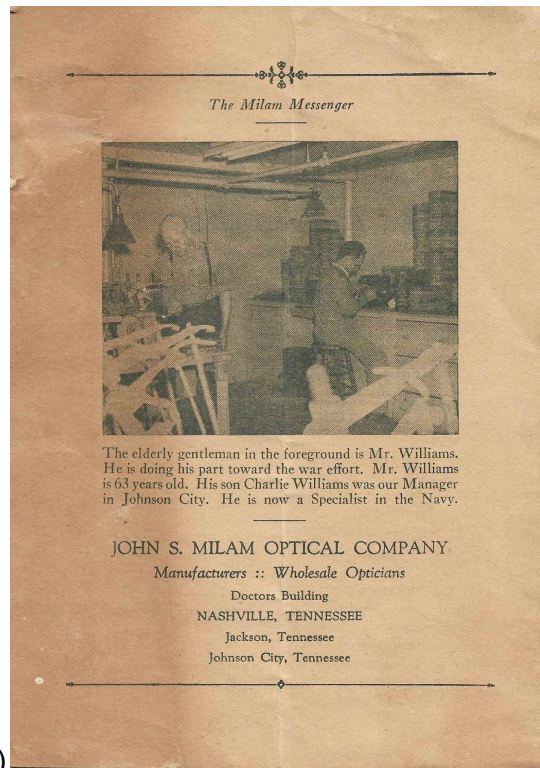 The Milam Messenger
The elderly gentleman in the foreground is Mr. Williams.
He is doing his part toward the war effort. Mr. Williams
is 63 years old. His son Charlie Williams was our Manager
in Johnson City. He is now a Specialist in the Navy.
JOHN S. MILAM OPTICAL COMPANY
Manufacturers :: Wholesale Opticians
Doctors Building
NASHVILLE, TENNESSEE
Jackson, Tennessee
Johnson City, Tennessee
)